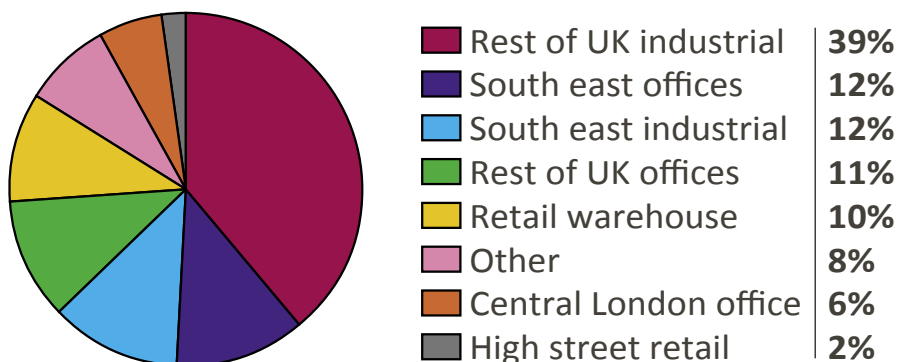 Rest of UK industrial 39%
South east offices 12%
South east industrial 12%
Rest of UK offices 11%
Retail warehouse 10%
Other 8%
Central London office 6%
High street retail 2%